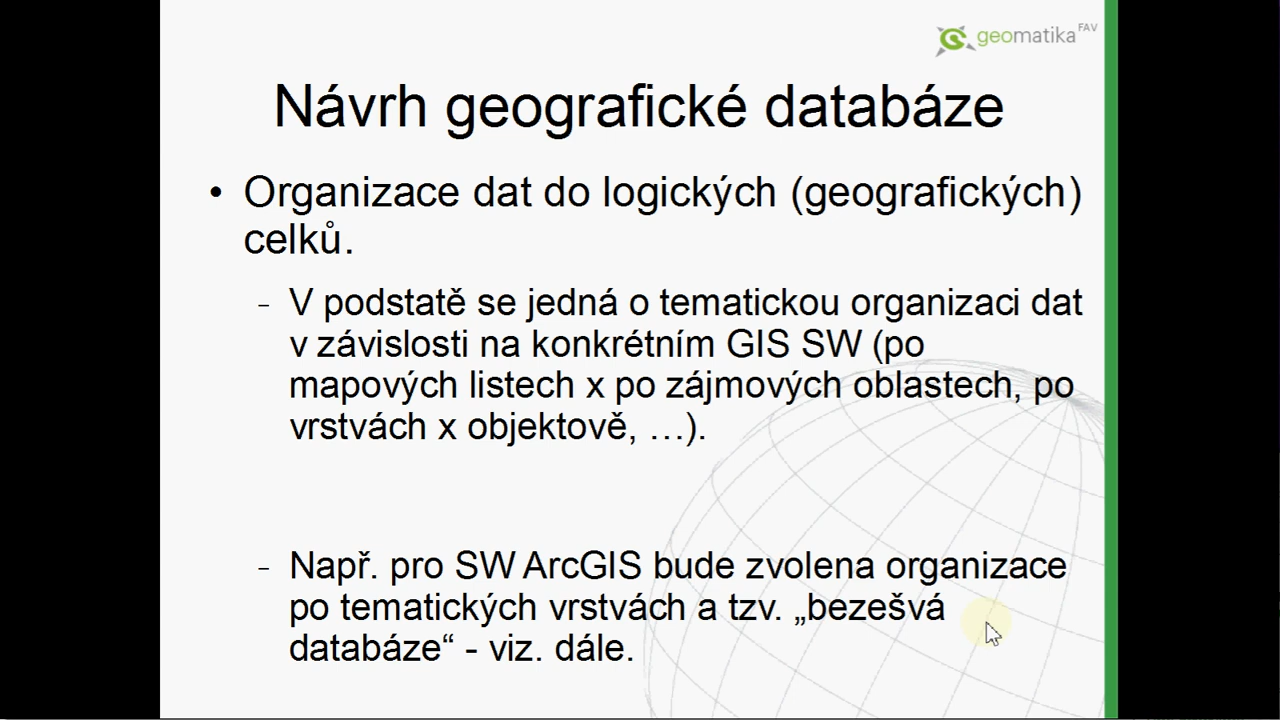 geomatika FAV
Návrh geografické databáze
• Organizace dat do logických (geografických)
celků.
– V podstatě se jedná o tematickou organizaci dat
v závislosti na konkrétním GIS SW (po
mapových listech x po zájmových oblastech, po
vrstvách x objektově, …).
– Např. pro SW ArcGIS bude zvolena organizace
po tematických vrstvách a tzv. „bezešvá
databáze“ - viz. dále.